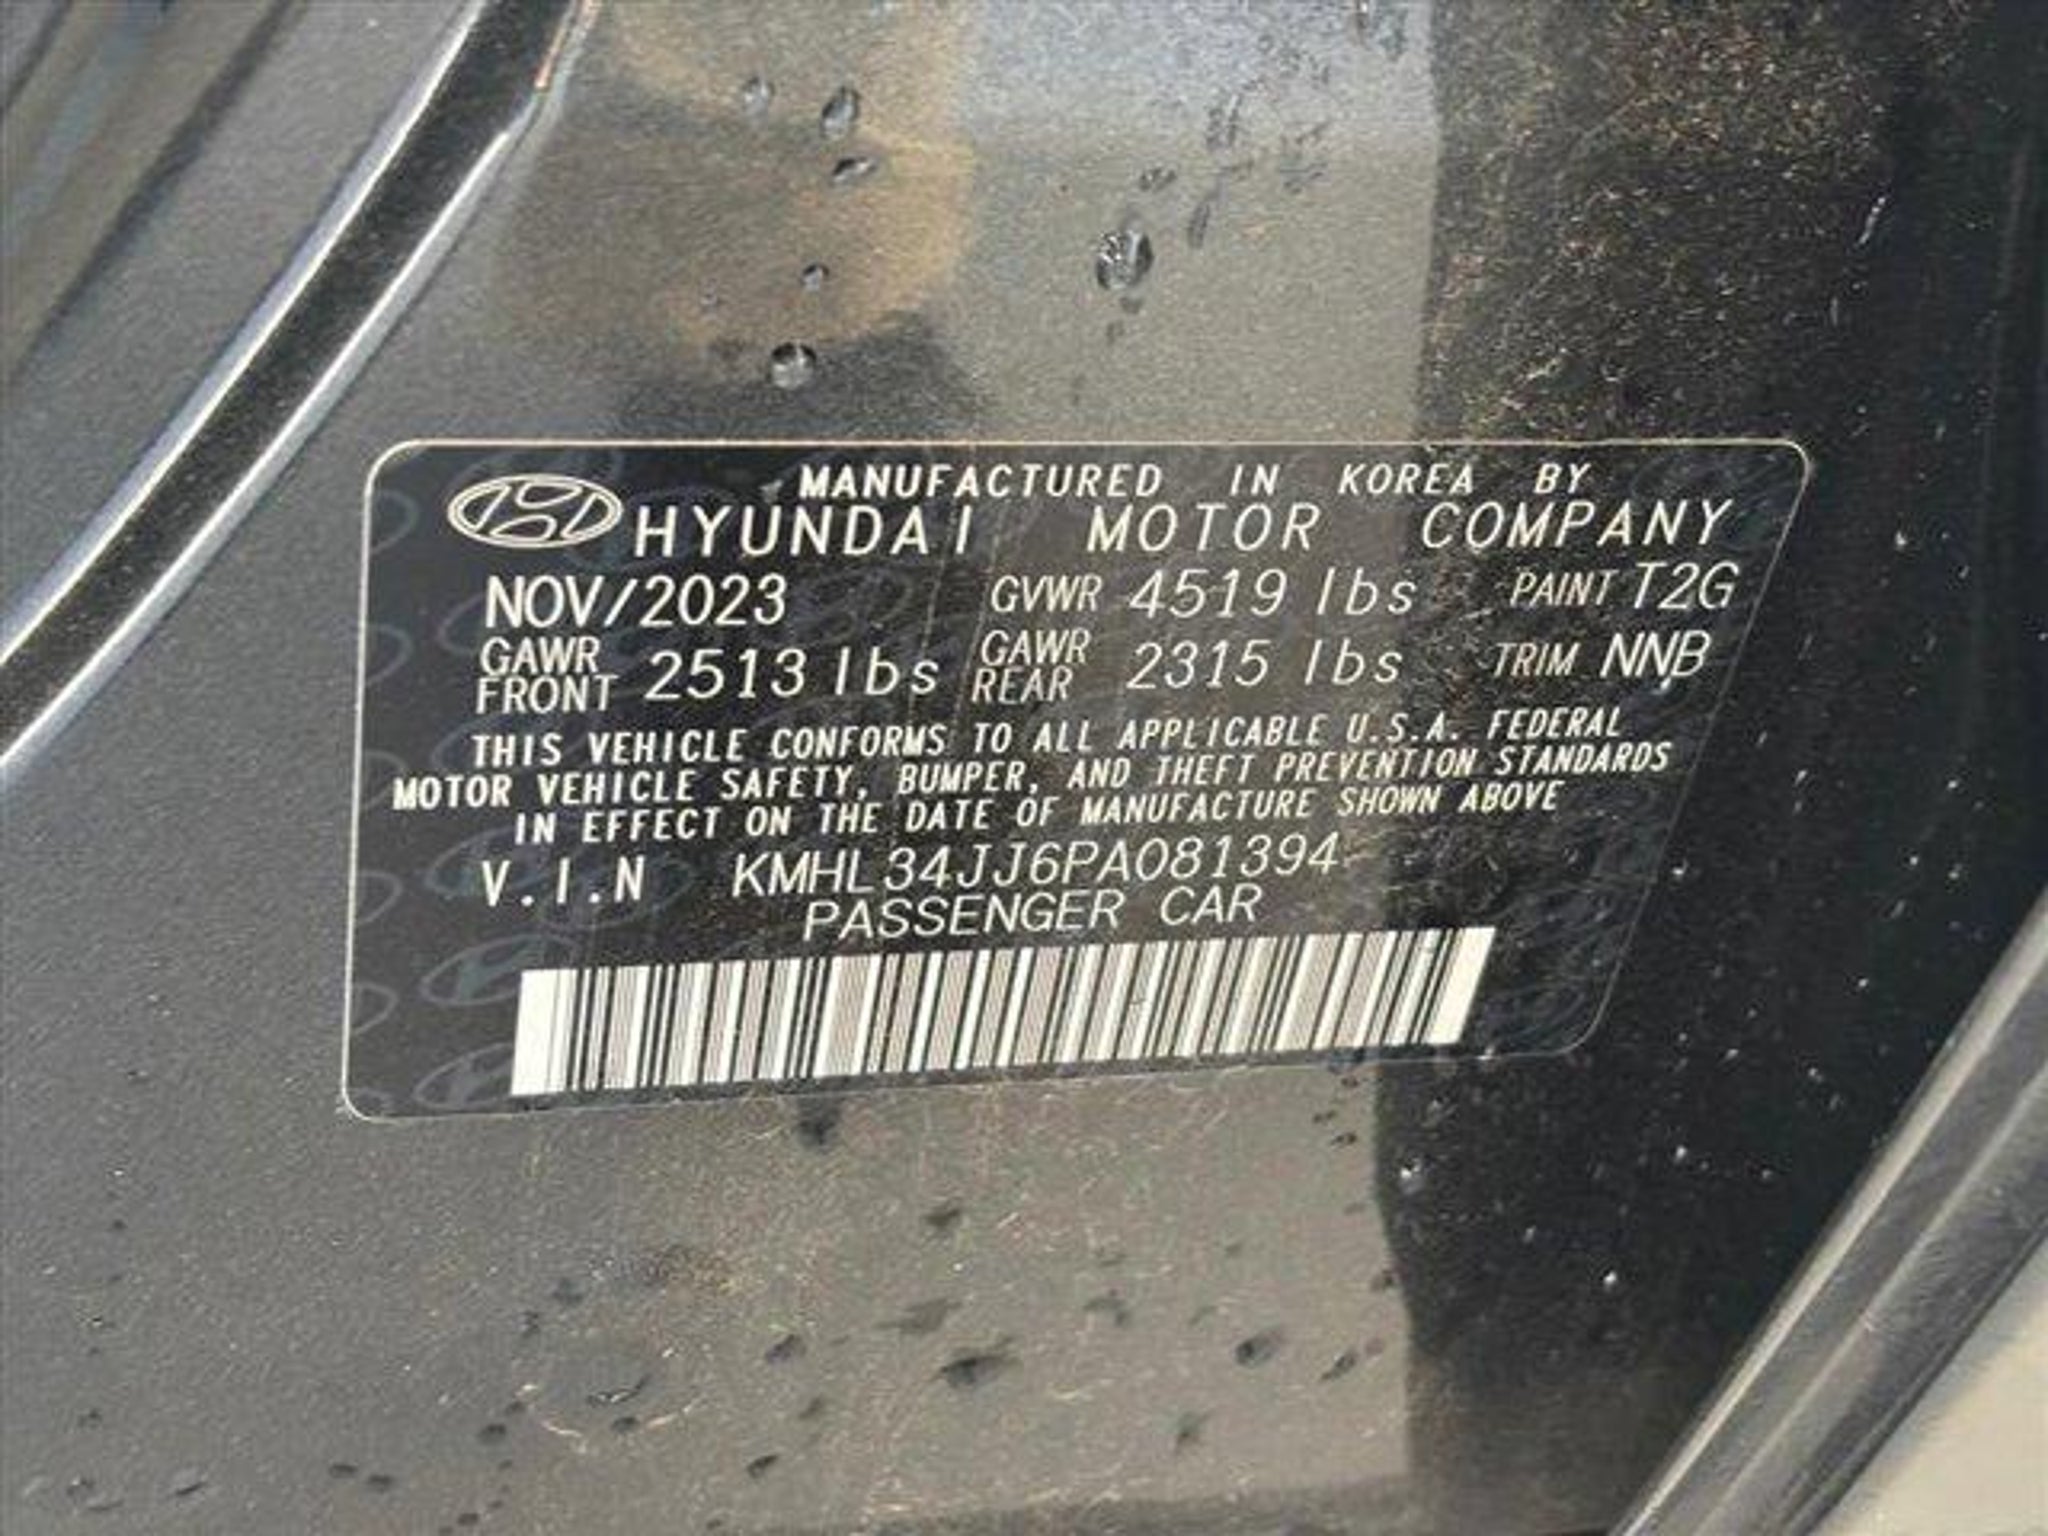 MANUFACTURED IN KOREA BY
HYUNDAI MOTOR COMPANY
NOV/2023 GVWR 4519 lbs PAINT T2G
GAWR FRONT 2513 lbs GAWR REAR 2315 lbs TRIM NNB
THIS VEHICLE CONFORMS TO ALL APPLICABLE U.S.A. FEDERAL
MOTOR VEHICLE SAFETY, BUMPER, AND THEFT PREVENTION STANDARDS
IN EFFECT ON THE DATE OF MANUFACTURE SHOWN ABOVE
V.I.N KMHL34JJ6PA081394
PASSENGER CAR